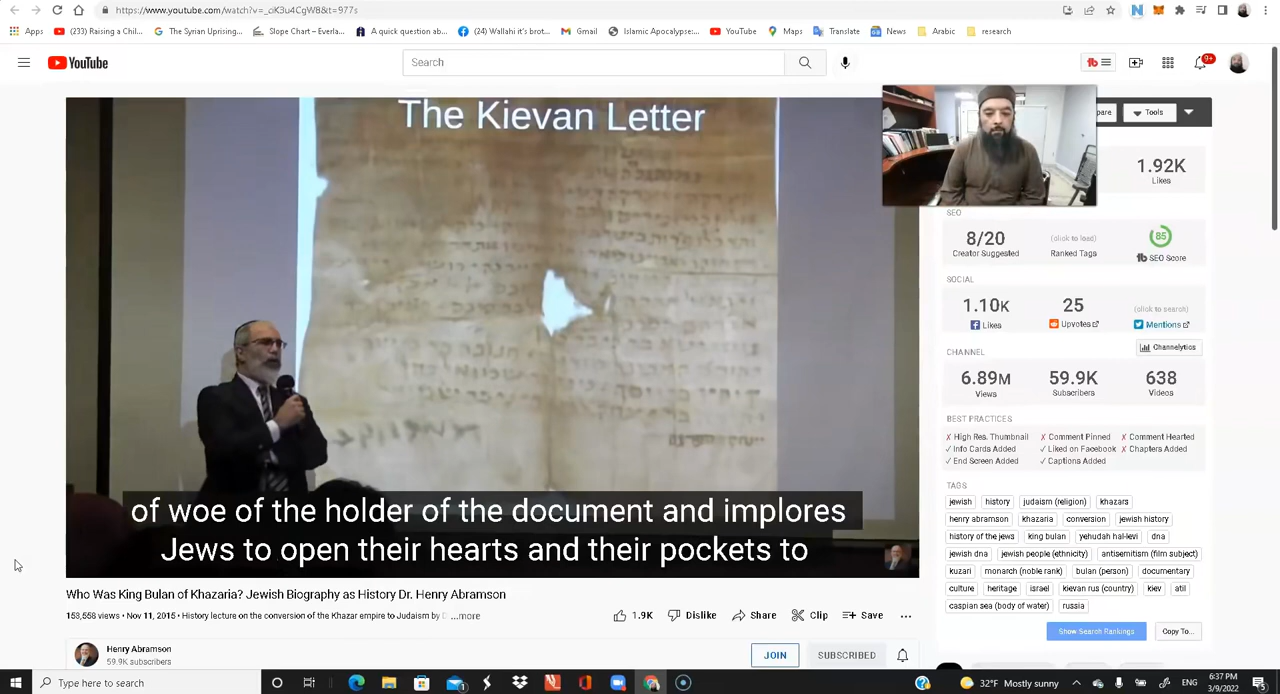 https://www.youtube.com/watch?v=_ciK3u4CgW8&t=977s
Apps
(233) Raising a Chil...
The Syrian Uprising...
Slope Chart – Everla...
A quick question ab...
(24) Wallahi it's brot...
Gmail
Islamic Apocalypse:...
YouTube
Maps
Translate
News
Arabic
research
YouTube
Search
9+
The Kievan Letter
of woe of the holder of the document and implores
Jews to open their hearts and their pockets to
Tools
1.92K
Likes
SEO
8/20
Creator Suggested
(click to load)
Ranked Tags
85
SEO Score
SOCIAL
1.10K
Likes
25
Upvotes
(click to search)
Mentions
Channelytics
CHANNEL
6.89M
Views
59.9K
Subscribers
638
Videos
BEST PRACTICES
✗ High Res. Thumbnail ✗ Comment Pinned ✗ Comment Hearted
✓ Info Cards Added ✓ Liked on Facebook ✗ Chapters Added
✓ End Screen Added ✓ Captions Added
TAGS
jewish history judaism (religion) khazars
henry abramson khazaria conversion jewish history
history of the jews king bulan yehudah hal-levi dna
jewish dna jewish people (ethnicity) antisemitism (film subject)
kuzari monarch (noble rank) bulan (person) documentary
culture heritage israel kievan rus (country) kiev atil
caspian sea (body of water) russia
Show Search Rankings
Copy To...
Who Was King Bulan of Khazaria? Jewish Biography as History Dr. Henry Abramson
153,558 views • Nov 11, 2015 • History lecture on the conversion of the Khazar empire to Judaism by D ...more
1.9K
Dislike
Share
Clip
Save
Henry Abramson
59.9K subscribers
JOIN
SUBSCRIBED
Type here to search
32°F Mostly sunny
ENG
6:37 PM
3/9/2022